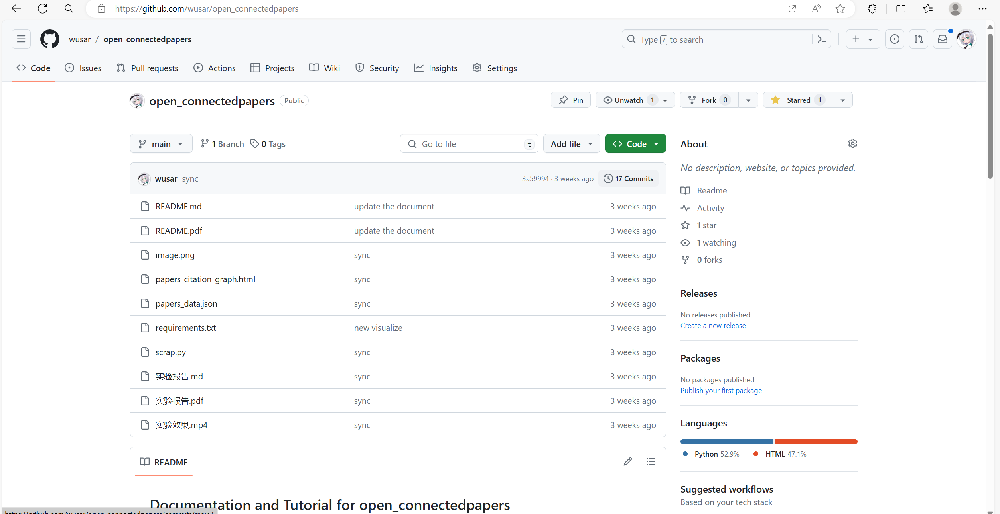 https://github.com/wusar/open_connectedpapers
wusar / open_connectedpapers
Type / to search
Code Issues Pull requests Actions Projects Wiki Security Insights Settings
open_connectedpapers Public
Pin Unwatch 1 Fork 0 Starred 1
main 1 Branch 0 Tags Go to file t Add file Code
wusar sync 3a59994 · 3 weeks ago 17 Commits
README.md update the document 3 weeks ago
README.pdf update the document 3 weeks ago
image.png sync 3 weeks ago
papers_citation_graph.html sync 3 weeks ago
papers_data.json sync 3 weeks ago
requirements.txt new visualize 3 weeks ago
scrap.py sync 3 weeks ago
实验报告.md sync 3 weeks ago
实验报告.pdf sync 3 weeks ago
实验效果.mp4 sync 3 weeks ago
README
Documentation and Tutorial for open_connectedpapers
About
No description, website, or topics provided.
Readme
Activity
1 star
1 watching
0 forks
Releases
No releases published
Create a new release
Packages
No packages published
Publish your first package
Languages
Python 52.9% HTML 47.1%
Suggested workflows
Based on your tech stack
https://github.com/wusar/open_connectedpapers/commits/main/